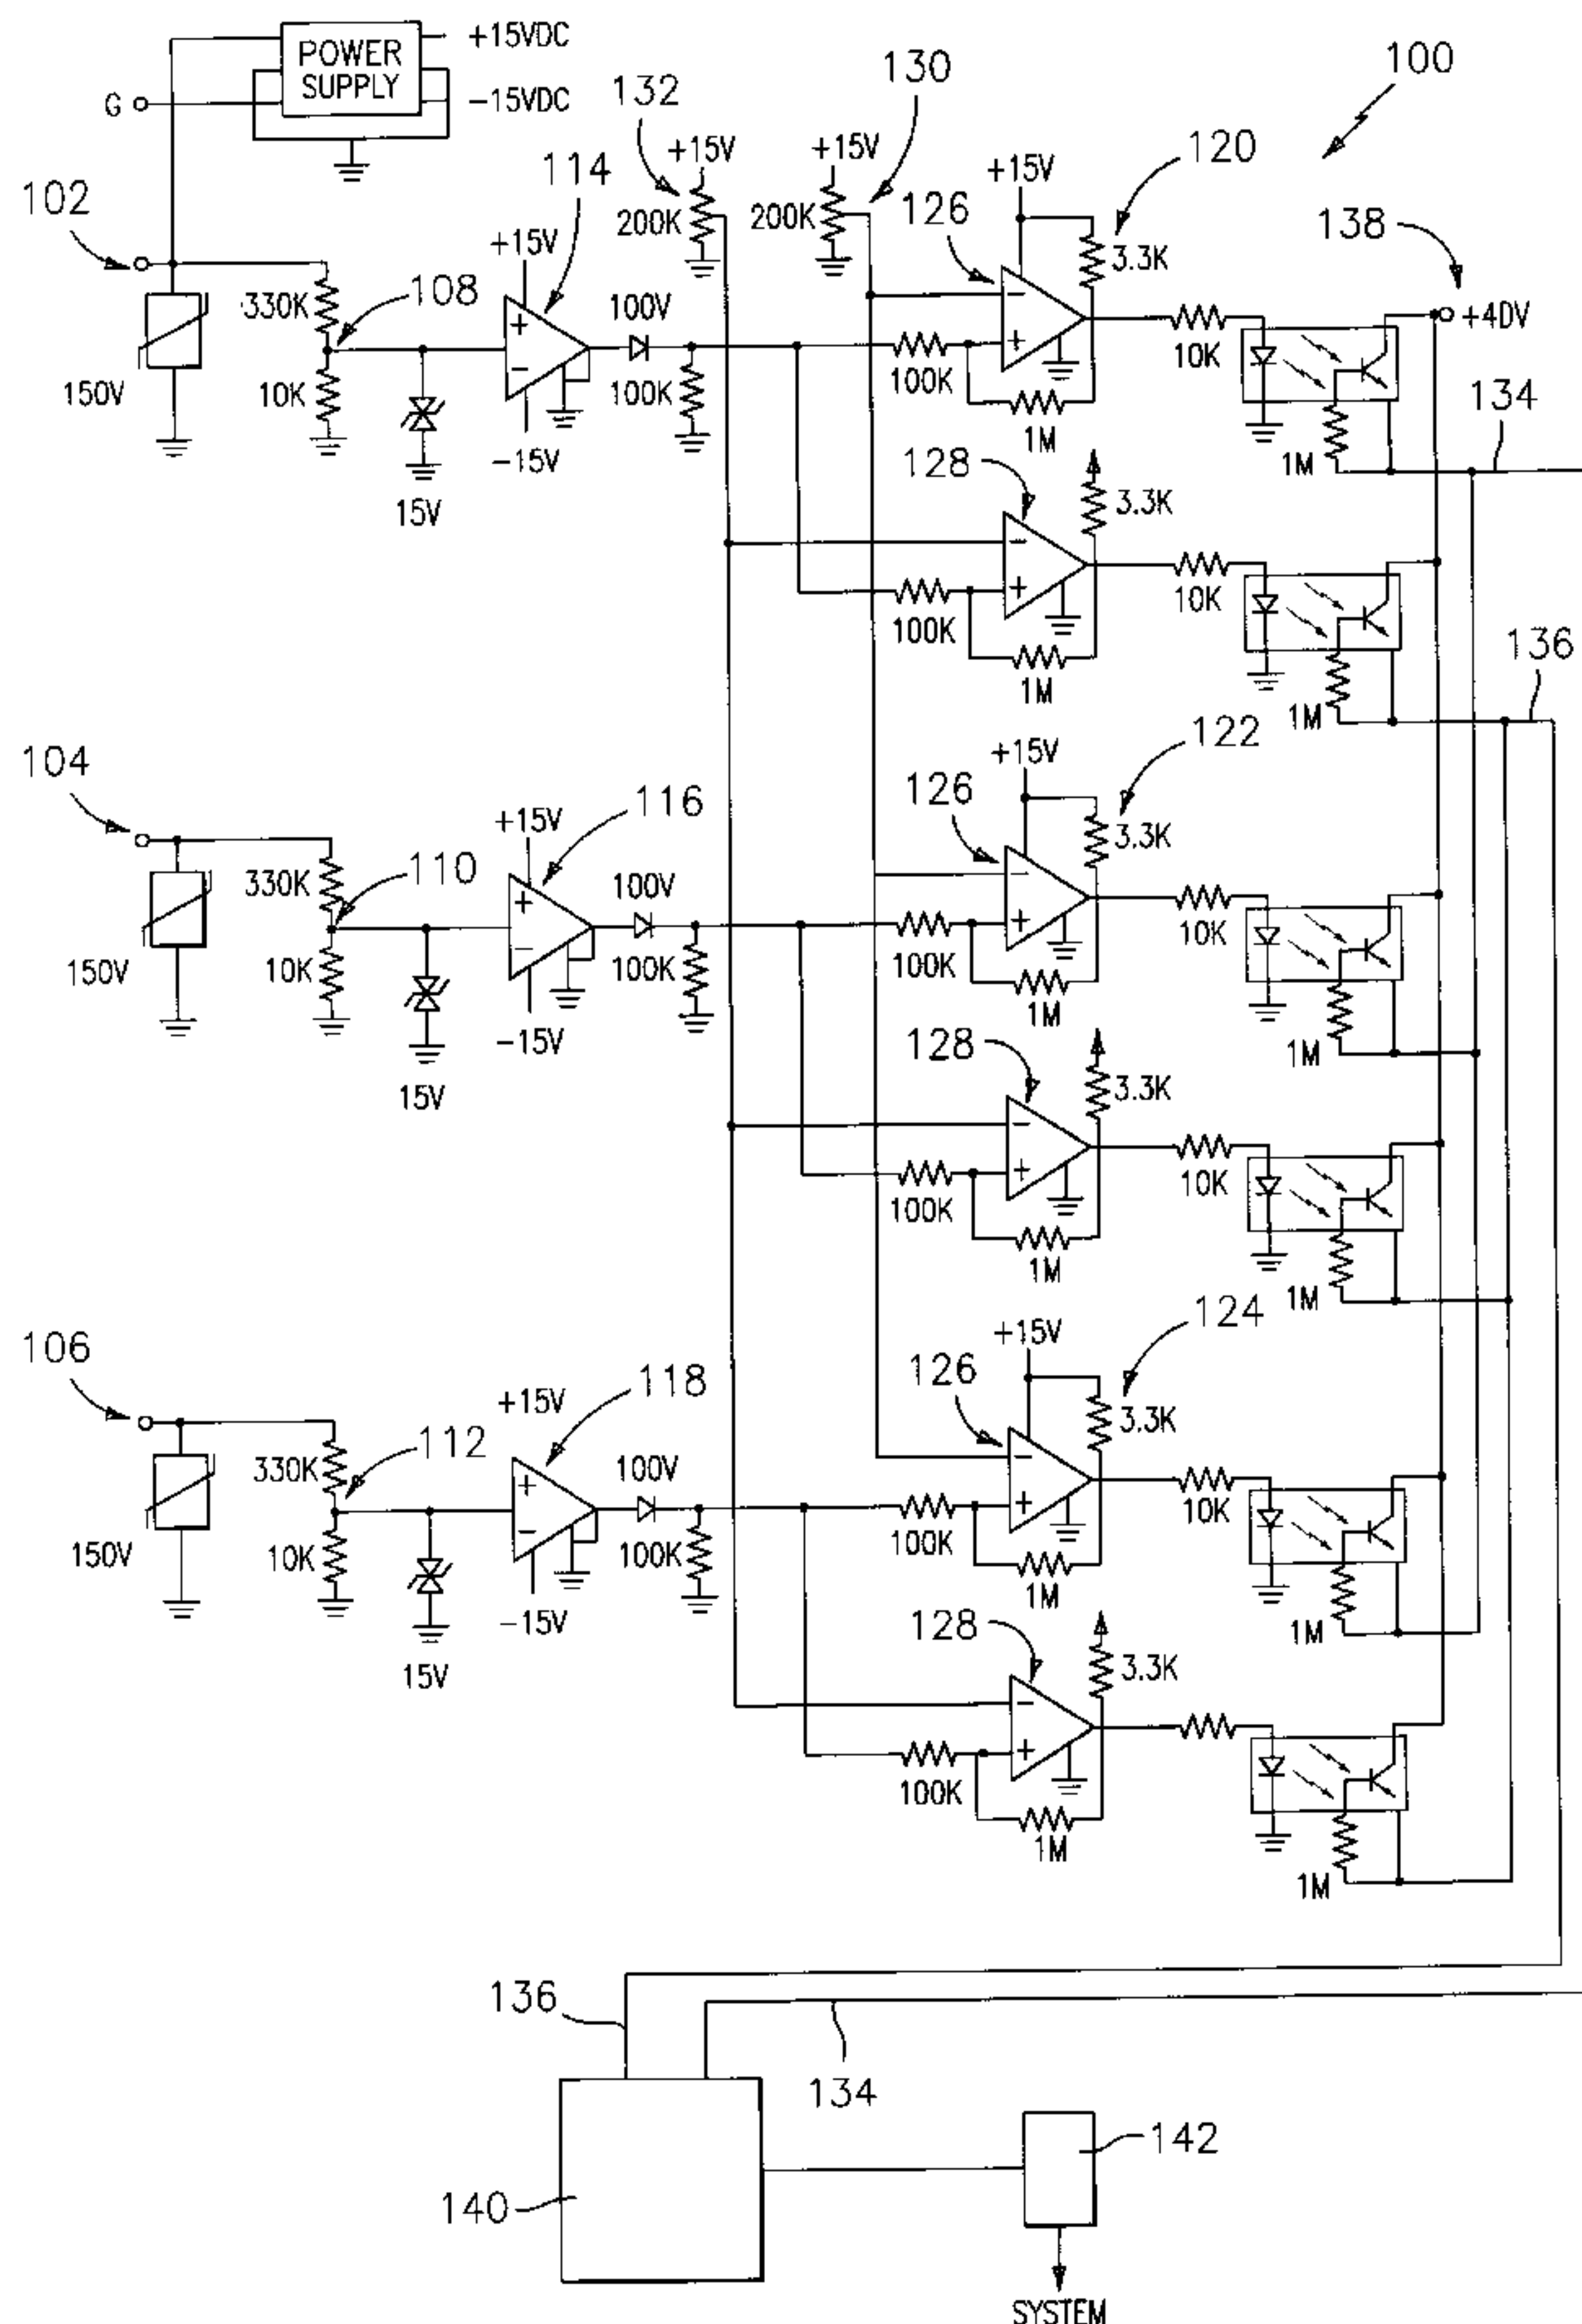 POWER
SUPPLY
+15VDC
-15VDC
G
100
130
132
+15V
+15V
120
114
+15V
102
126
200K
200K
138
+15V
3.3K
330K
108
100V
+4DV
10K
150V
10K
100K
100K
134
1M
-15V
1M
128
15V
3.3K
10K
100K
136
1M
1M
122
104
+15V
126
116
+15V
3.3K
330K
110
100V
10K
150V
10K
100K
100K
1M
-15V
128
1M
15V
3.3K
10K
100K
1M
1M
124
106
+15V
126
118
+15V
3.3K
112
330K
100V
10K
150V
10K
100K
100K
1M
-15V
128
1M
15V
3.3K
100K
1M
1M
136
134
142
140
SYSTEM